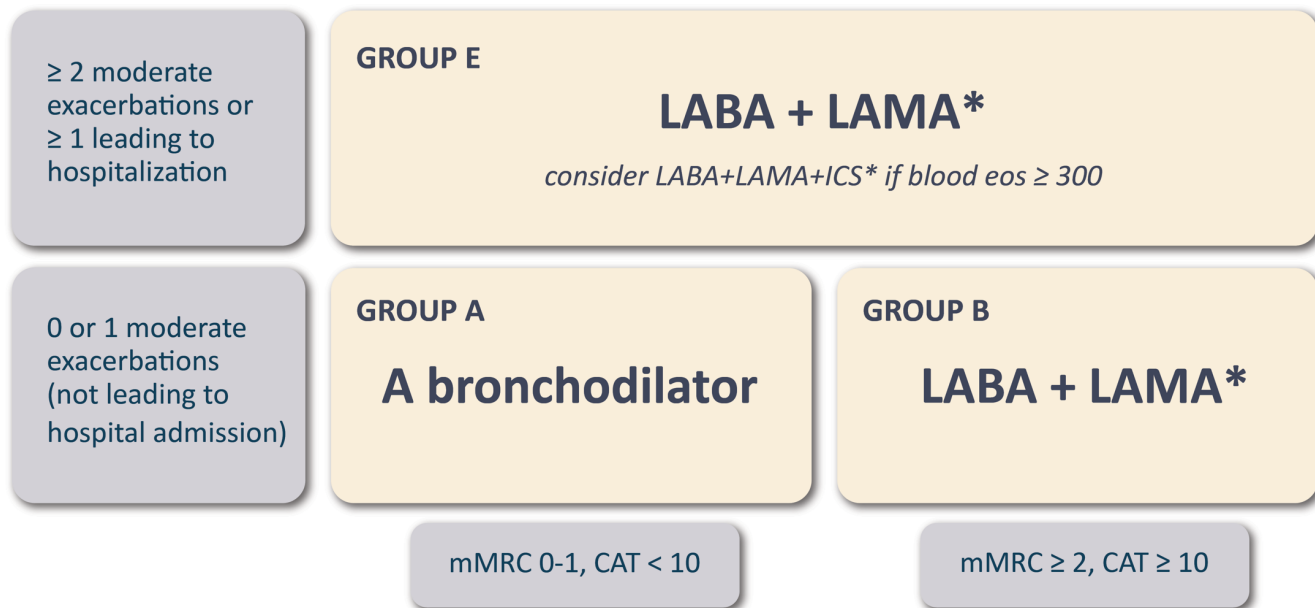 ≥ 2 moderate
exacerbations or
≥ 1 leading to
hospitalization
GROUP E
LABA + LAMA*
consider LABA+LAMA+ICS* if blood eos ≥ 300
0 or 1 moderate
exacerbations
(not leading to
hospital admission)
GROUP A
A bronchodilator
GROUP B
LABA + LAMA*
mMRC 0-1, CAT < 10
mMRC ≥ 2, CAT ≥ 10